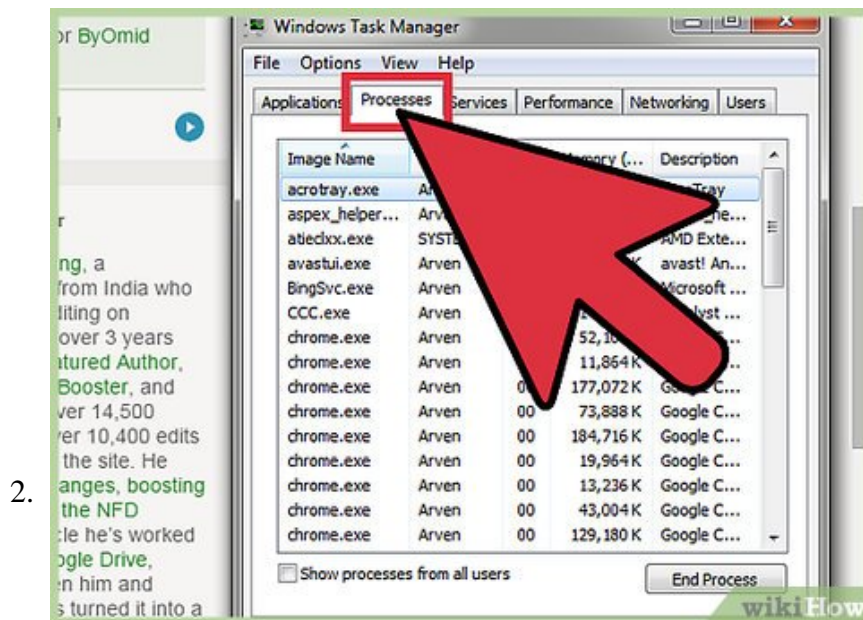 or ByOmid
Windows Task Manager
File Options View Help
Applications Processes Services Performance Networking Users
Image Name Memory (... Description
acrotray.exe
aspex_helper...
atieclxx.exe AMD Exte...
avastui.exe Arven K avast! An...
BingSvc.exe Arven Microsoft ...
CCC.exe Arven
chrome.exe Arven
chrome.exe Arven 11,864 K
chrome.exe Arven 177,072 K Google C...
chrome.exe Arven 73,888 K Google C...
chrome.exe Arven 00 184,716 K Google C...
chrome.exe Arven 00 19,964 K Google C...
chrome.exe Arven 00 13,236 K Google C...
chrome.exe Arven 00 43,004 K Google C...
chrome.exe Arven 00 129,180 K Google C...
Show processes from all users
End Process
r
ng, a
from India who
diting on
over 3 years
atured Author,
Booster, and
ver 14,500
ver 10,400 edits
the site. He
anges, boosting
the NFD
cle he's worked
ogle Drive,
en him and
s turned it into a
2.
wikiHow